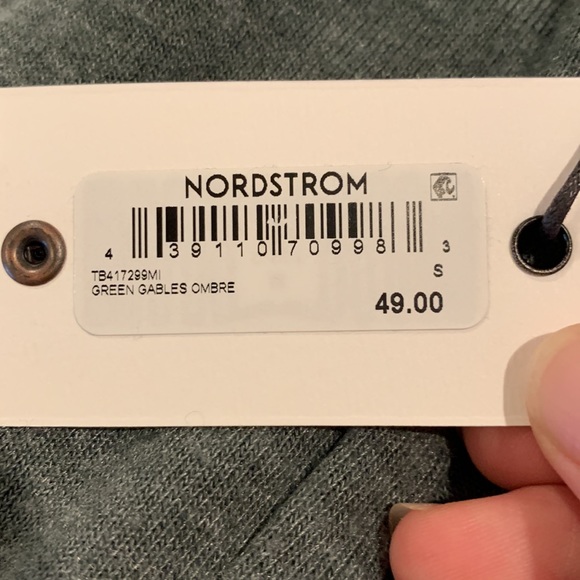 NORDSTROM
4 39110 70998 3
TB417299MI
GREEN GABLES OMBRE
S
49.00